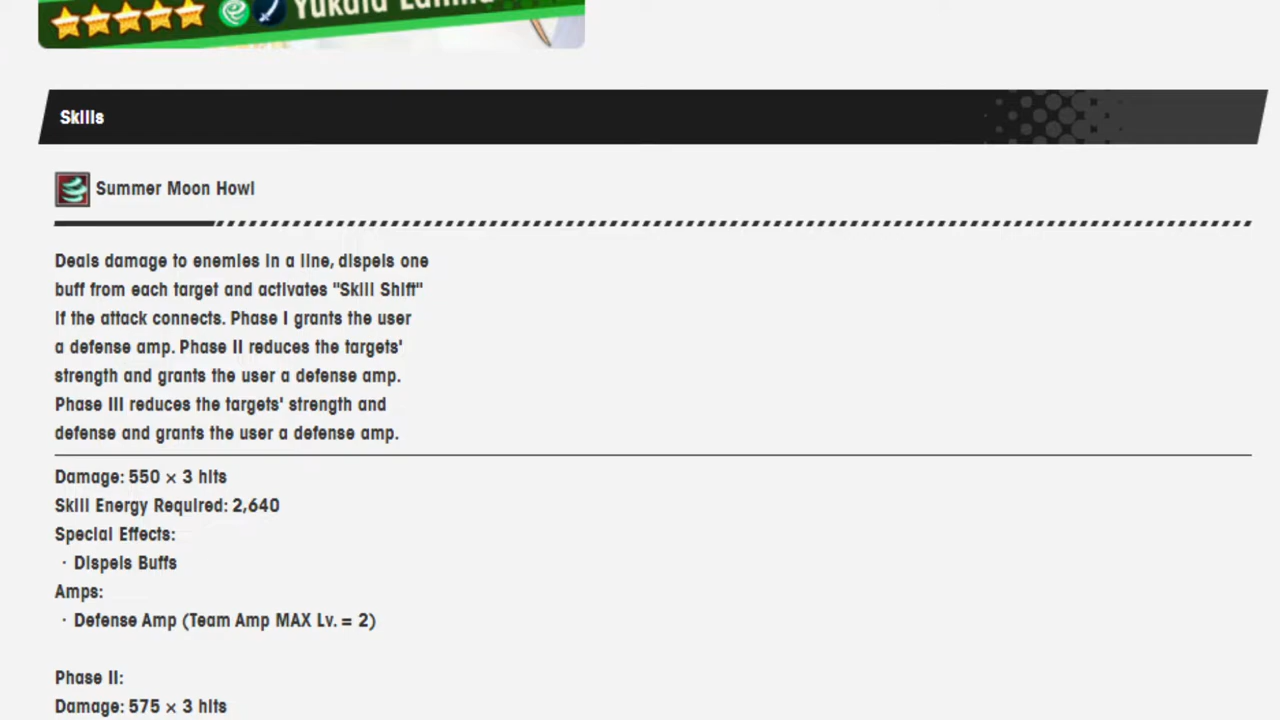 Yukata
Skills
Summer Moon Howl
Deals damage to enemies in a line, dispels one
buff from each target and activates "Skill Shift"
if the attack connects. Phase I grants the user
a defense amp. Phase II reduces the targets'
strength and grants the user a defense amp.
Phase III reduces the targets' strength and
defense and grants the user a defense amp.
Damage: 550 × 3 hits
Skill Energy Required: 2,640
Special Effects:
・Dispels Buffs
Amps:
・Defense Amp (Team Amp MAX Lv. = 2)
Phase II:
Damage: 575 × 3 hits